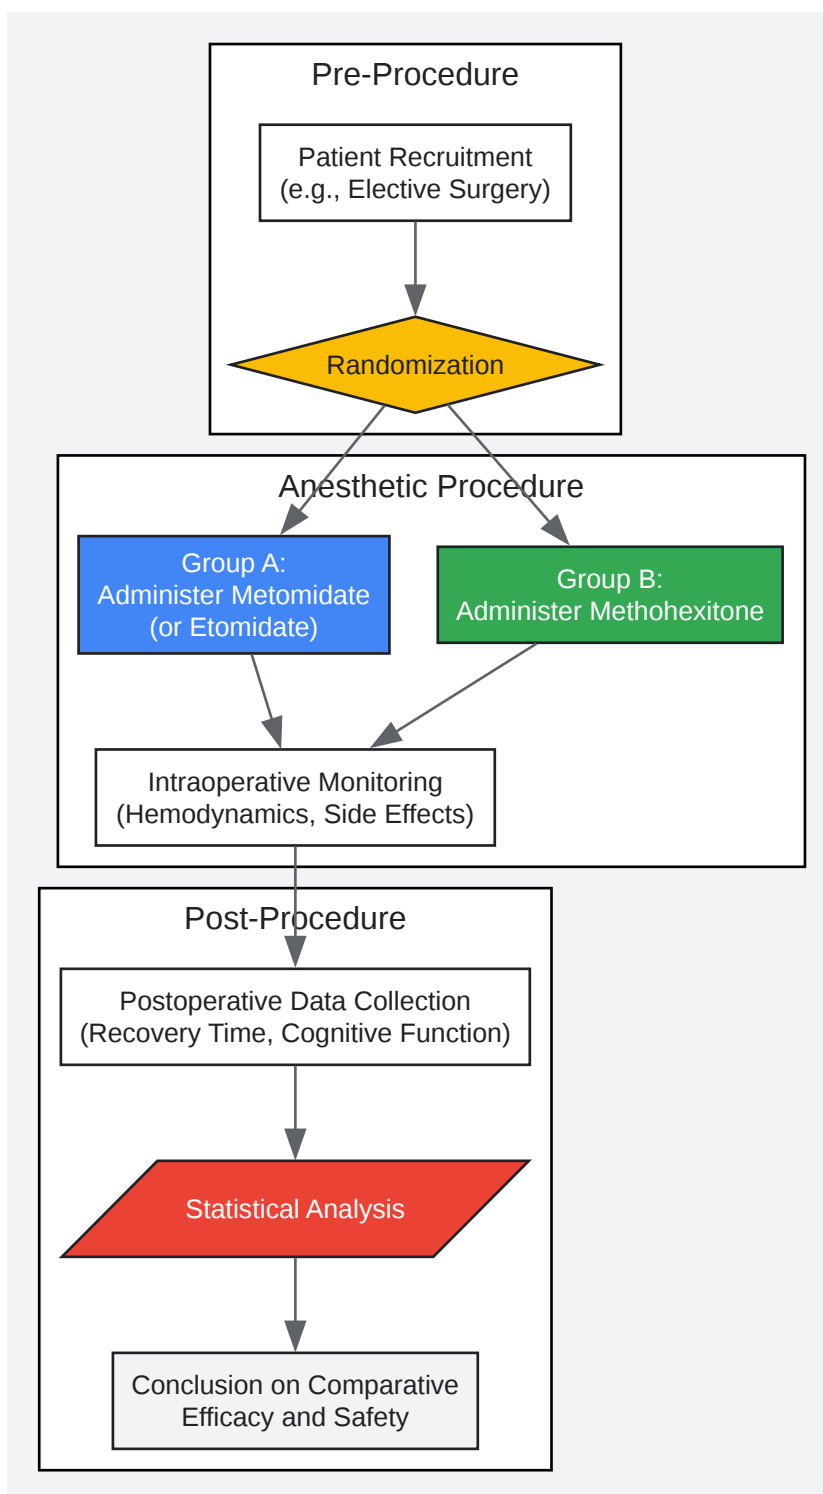 Pre-Procedure
Patient Recruitment
(e.g., Elective Surgery)
Randomization
Anesthetic Procedure
Group A:
Administer Metomidate
(or Etomidate)
Group B:
Administer Methohexitone
Intraoperative Monitoring
(Hemodynamics, Side Effects)
Post-Procedure
Postoperative Data Collection
(Recovery Time, Cognitive Function)
Statistical Analysis
Conclusion on Comparative
Efficacy and Safety